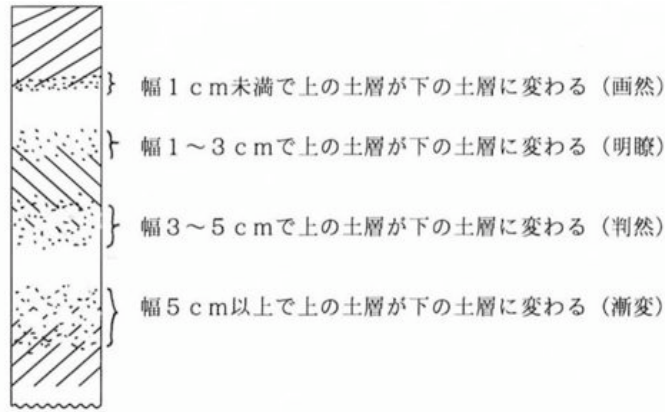 幅1cm未満で上の土層が下の土層に変わる（画然）
幅1～3cmで上の土層が下の土層に変わる（明瞭）
幅3～5cmで上の土層が下の土層に変わる（判然）
幅5cm以上で上の土層が下の土層に変わる（漸変）